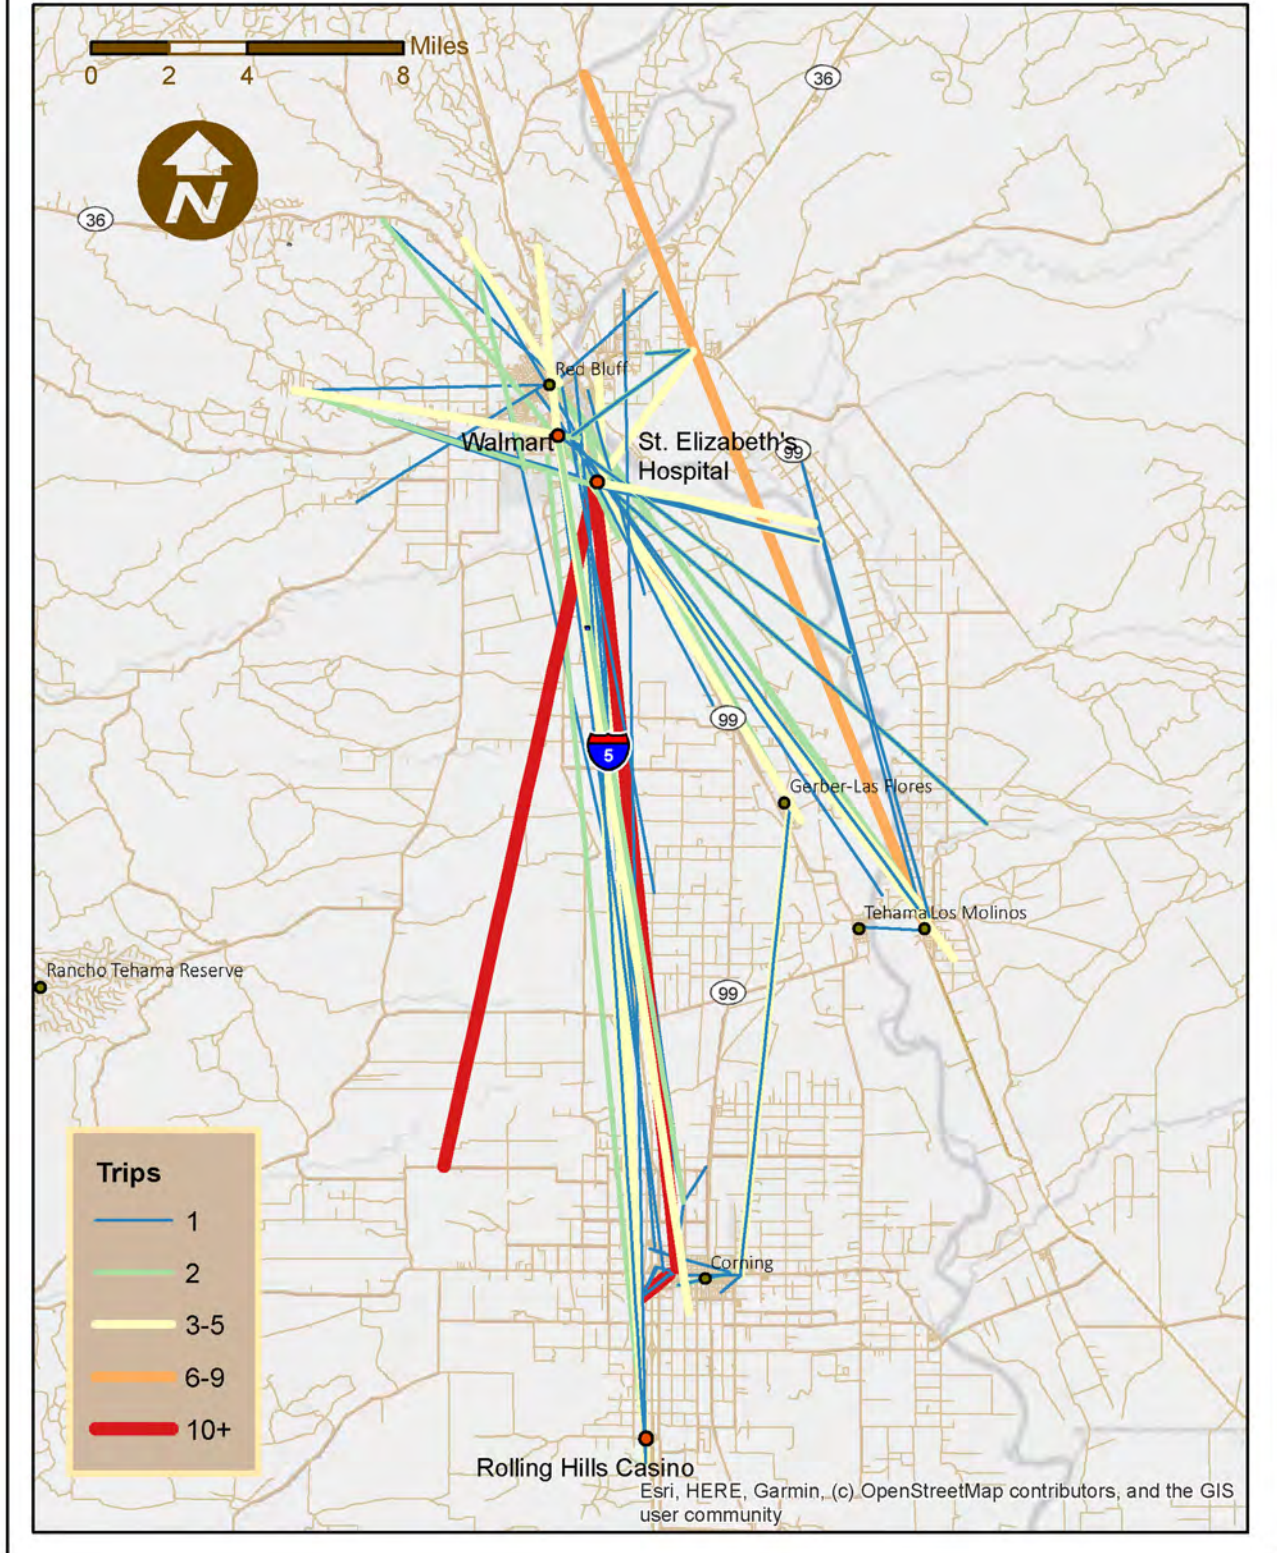 Miles
0 2 4 8
36
N
36
Red Bluff
Walmart
St. Elizabeth's
Hospital
99
99
5
Gerber-Las Flores
Tehama
Los Molinos
Rancho Tehama Reserve
99
Trips
1
2
3-5
6-9
10+
Corning
Rolling Hills Casino
Esri, HERE, Garmin, (c) OpenStreetMap contributors, and the GIS
user community